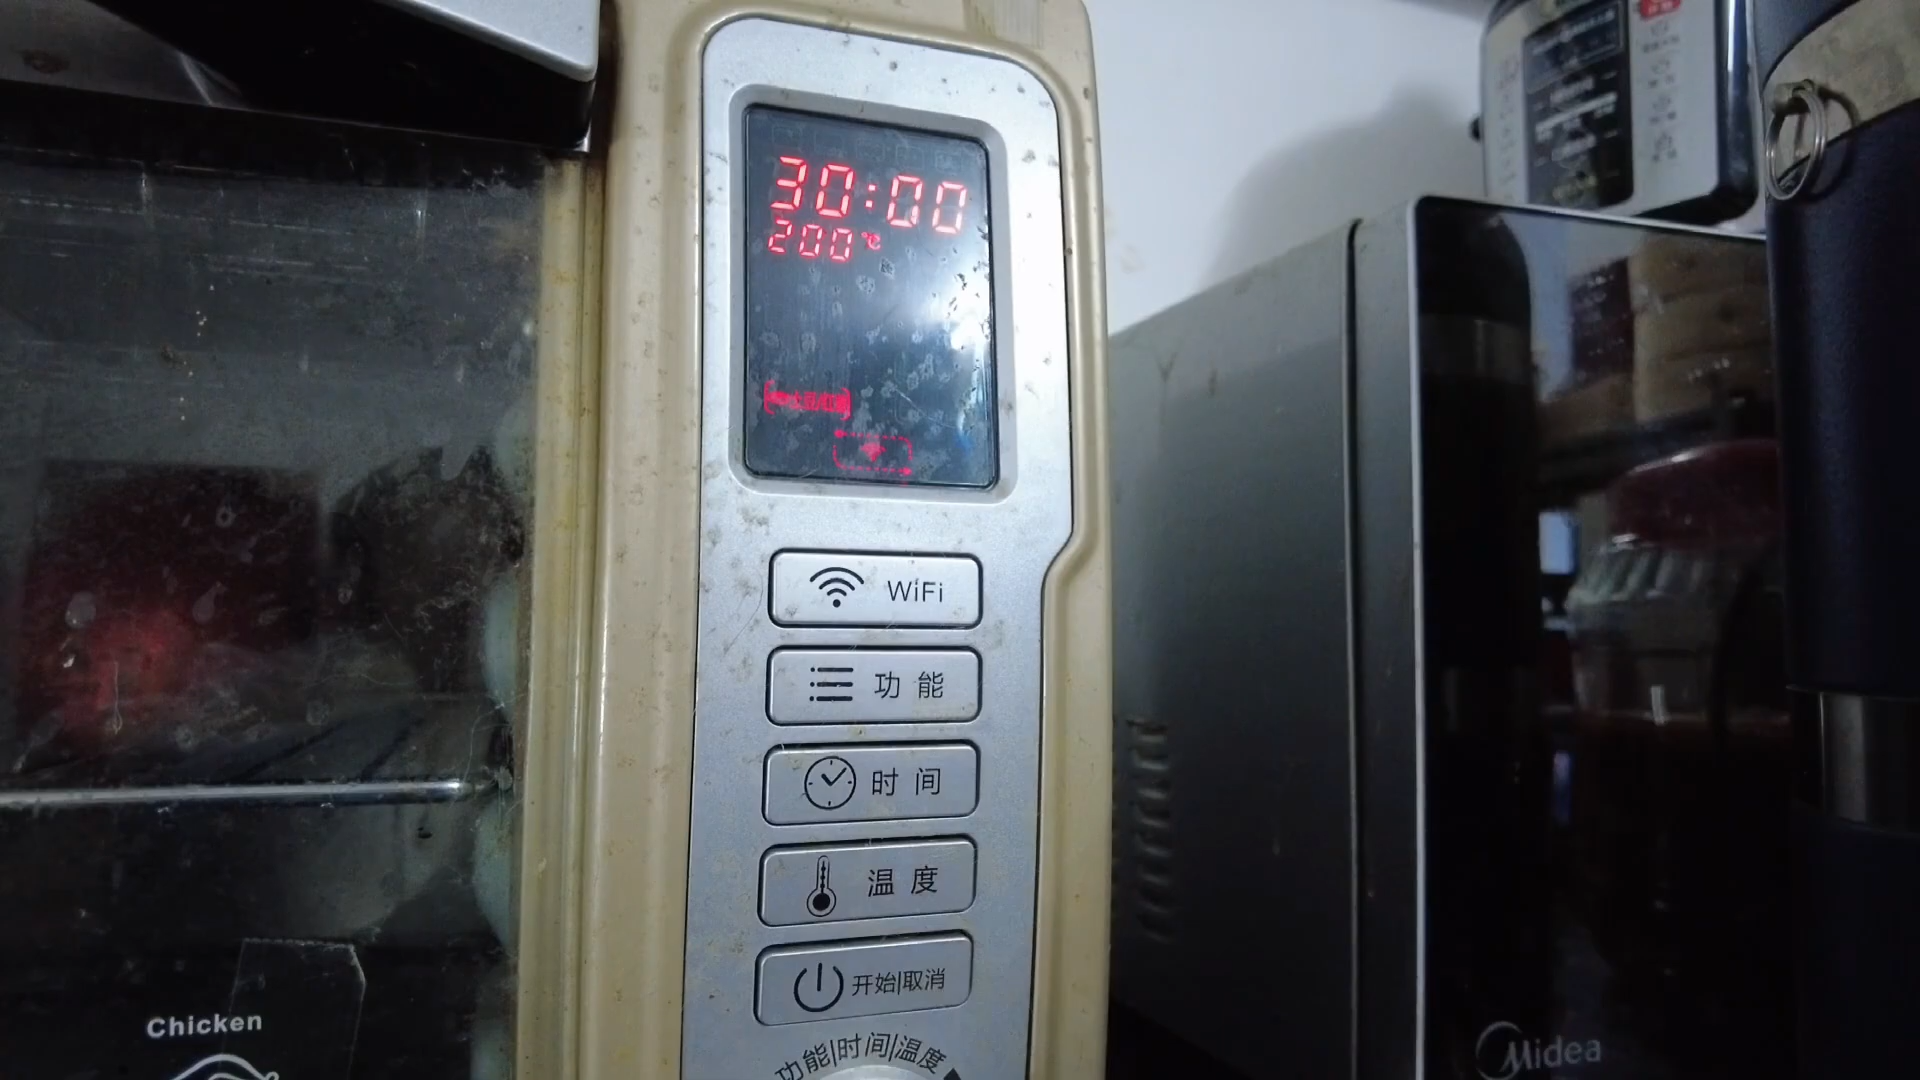 30:00
200℃
WiFi
功能
时间
温度
开始|取消
功能|时间|温度
Chicken
Midea